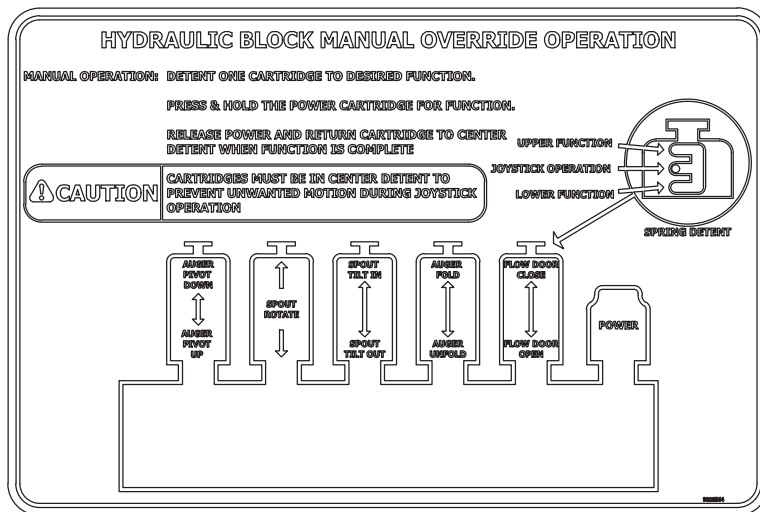 HYDRAULIC BLOCK MANUAL OVERRIDE OPERATION
MANUAL OPERATION: DETENT ONE CARTRIDGE TO DESIRED FUNCTION.
PRESS & HOLD THE POWER CARTRIDGE FOR FUNCTION.
RELEASE POWER AND RETURN CARTRIDGE TO CENTER
DETENT WHEN FUNCTION IS COMPLETE
UPPER FUNCTION
JOYSTICK OPERATION
LOWER FUNCTION
SPRING DETENT
CAUTION
CARTRIDGES MUST BE IN CENTER DETENT TO
PREVENT UNWANTED MOTION DURING JOYSTICK
OPERATION
AUGER
PIVOT
DOWN
AUGER
PIVOT
UP
SPOUT
ROTATE
SPOUT
TILT IN
SPOUT
TILT OUT
AUGER
FOLD
AUGER
UNFOLD
FLOW DOOR
CLOSE
FLOW DOOR
OPEN
POWER